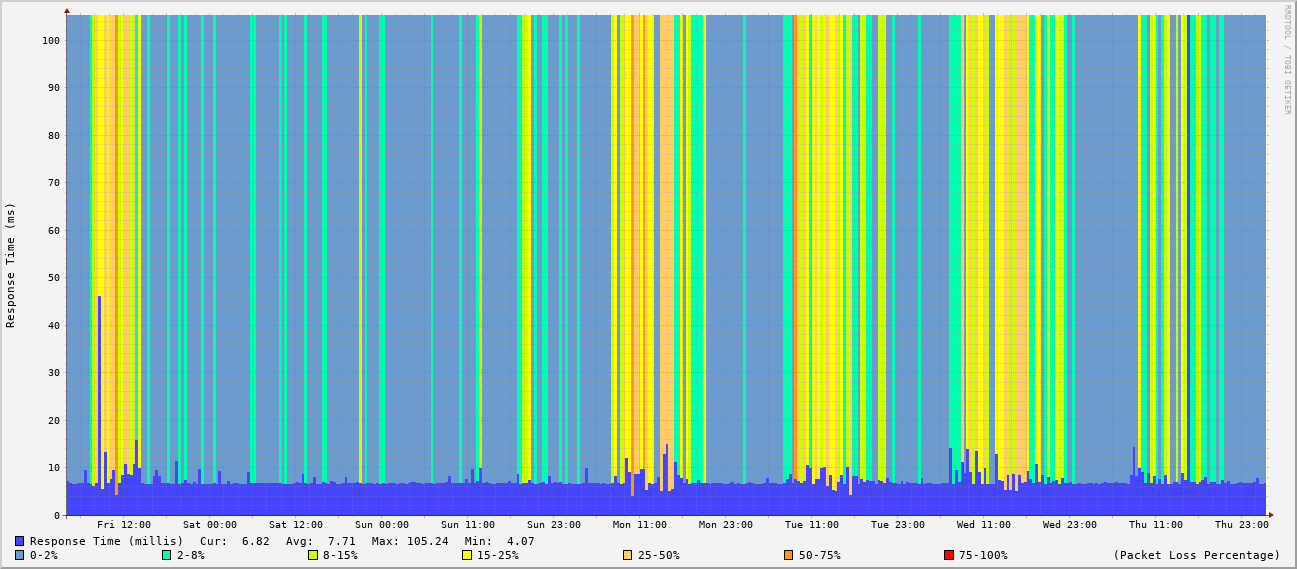 RRDTOOL / TOBI OETIKER
Response Time (ms)
100
90
80
70
60
50
40
30
20
10
0
Fri 12:00 Sat 00:00 Sat 12:00 Sun 00:00 Sun 11:00 Sun 23:00 Mon 11:00 Mon 23:00 Tue 11:00 Tue 23:00 Wed 11:00 Wed 23:00 Thu 11:00 Thu 23:00
Response Time (millis) Cur: 6.82 Avg: 7.71 Max: 105.24 Min: 4.07
0-2% 2-8% 8-15% 15-25% 25-50% 50-75% 75-100% (Packet Loss Percentage)